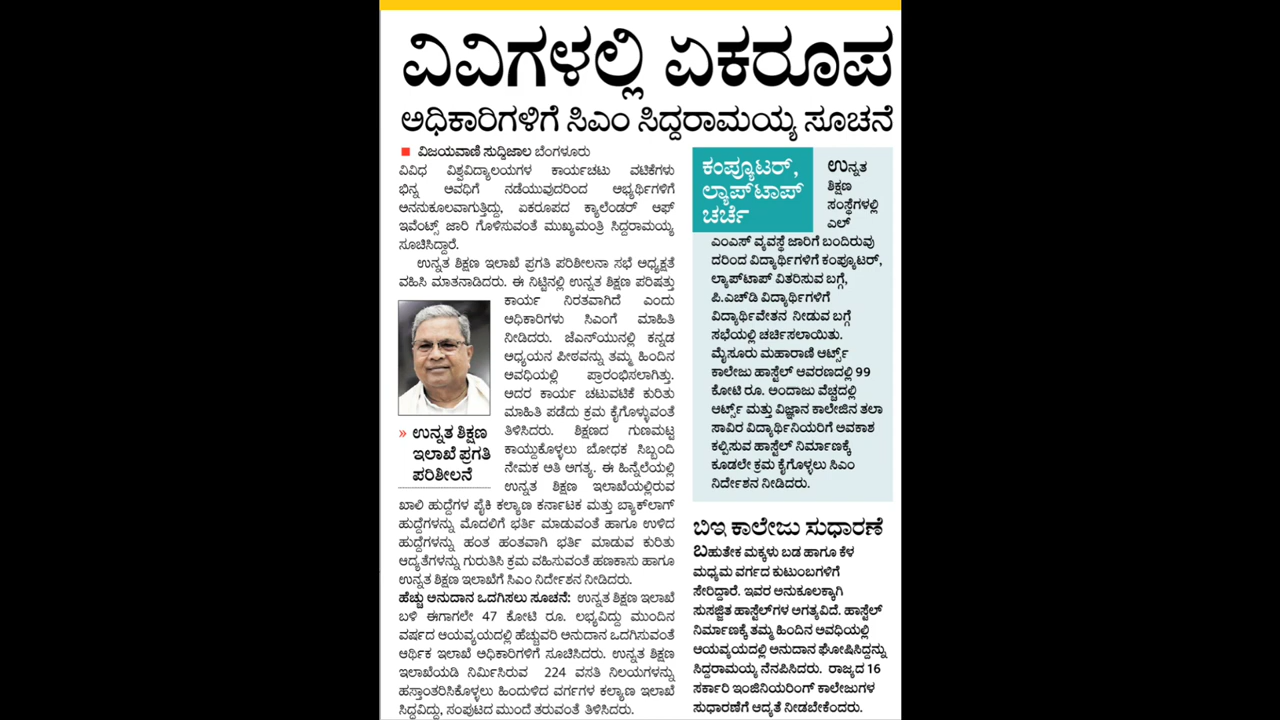 ವಿವಿಗಳಲ್ಲಿ ಏಕರೂಪ
ಅಧಿಕಾರಿಗಳಿಗೆ ಸಿಎಂ ಸಿದ್ದರಾಮಯ್ಯ ಸೂಚನೆ
■ ವಿಜಯವಾಣಿ ಸುದ್ದಿಜಾಲ ಬೆಂಗಳೂರು
ವಿವಿಧ ವಿಶ್ವವಿದ್ಯಾಲಯಗಳ ಕಾರ್ಯಚಟು ವಟಿಕೆಗಳು
ಭಿನ್ನ ಅವಧಿಗೆ ನಡೆಯುವುದರಿಂದ ಅಭ್ಯರ್ಥಿಗಳಿಗೆ
ಅನನುಕೂಲವಾಗುತ್ತಿದ್ದು, ಏಕರೂಪದ ಕ್ಯಾಲೆಂಡರ್ ಆಫ್
ಇವೆಂಟ್ಸ್ ಜಾರಿ ಗೊಳಿಸುವಂತೆ ಮುಖ್ಯಮಂತ್ರಿ ಸಿದ್ದರಾಮಯ್ಯ
ಸೂಚಿಸಿದ್ದಾರೆ.
ಉನ್ನತ ಶಿಕ್ಷಣ ಇಲಾಖೆ ಪ್ರಗತಿ ಪರಿಶೀಲನಾ ಸಭೆ ಅಧ್ಯಕ್ಷತೆ
ವಹಿಸಿ ಮಾತನಾಡಿದರು. ಈ ನಿಟ್ಟಿನಲ್ಲಿ ಉನ್ನತ ಶಿಕ್ಷಣ ಪರಿಷತ್ತು
ಕಾರ್ಯ ನಿರತವಾಗಿದೆ ಎಂದು
ಅಧಿಕಾರಿಗಳು ಸಿಎಂಗೆ ಮಾಹಿತಿ
ನೀಡಿದರು. ಜೆಎನ್‌ಯುನಲ್ಲಿ ಕನ್ನಡ
ಅಧ್ಯಯನ ಪೀಠವನ್ನು ತಮ್ಮ ಹಿಂದಿನ
ಅವಧಿಯಲ್ಲಿ ಪ್ರಾರಂಭಿಸಲಾಗಿತ್ತು.
ಅದರ ಕಾರ್ಯ ಚಟುವಟಿಕೆ ಕುರಿತು
ಮಾಹಿತಿ ಪಡೆದು ಕ್ರಮ ಕೈಗೊಳ್ಳುವಂತೆ
ತಿಳಿಸಿದರು. ಶಿಕ್ಷಣದ ಗುಣಮಟ್ಟ
ಕಾಯ್ದುಕೊಳ್ಳಲು ಬೋಧಕ ಸಿಬ್ಬಂದಿ
ನೇಮಕ ಅತಿ ಅಗತ್ಯ. ಈ ಹಿನ್ನೆಲೆಯಲ್ಲಿ
ಉನ್ನತ ಶಿಕ್ಷಣ ಇಲಾಖೆಯಲ್ಲಿರುವ
» ಉನ್ನತ ಶಿಕ್ಷಣ
ಇಲಾಖೆ ಪ್ರಗತಿ
ಪರಿಶೀಲನೆ
ಖಾಲಿ ಹುದ್ದೆಗಳ ಪೈಕಿ ಕಲ್ಯಾಣ ಕರ್ನಾಟಕ ಮತ್ತು ಬ್ಯಾಕ್‌ಲಾಗ್
ಹುದ್ದೆಗಳನ್ನು ಮೊದಲಿಗೆ ಭರ್ತಿ ಮಾಡುವಂತೆ ಹಾಗೂ ಉಳಿದ
ಹುದ್ದೆಗಳನ್ನು ಹಂತ ಹಂತವಾಗಿ ಭರ್ತಿ ಮಾಡುವ ಕುರಿತು
ಆದ್ಯತೆಗಳನ್ನು ಗುರುತಿಸಿ ಕ್ರಮ ವಹಿಸುವಂತೆ ಹಣಕಾಸು ಹಾಗೂ
ಉನ್ನತ ಶಿಕ್ಷಣ ಇಲಾಖೆಗೆ ಸಿಎಂ ನಿರ್ದೇಶನ ನೀಡಿದರು.
ಹೆಚ್ಚು ಅನುದಾನ ಒದಗಿಸಲು ಸೂಚನೆ: ಉನ್ನತ ಶಿಕ್ಷಣ ಇಲಾಖೆ
ಬಳಿ ಈಗಾಗಲೇ 47 ಕೋಟಿ ರೂ. ಲಭ್ಯವಿದ್ದು ಮುಂದಿನ
ವರ್ಷದ ಆಯವ್ಯಯದಲ್ಲಿ ಹೆಚ್ಚುವರಿ ಅನುದಾನ ಒದಗಿಸುವಂತೆ
ಆರ್ಥಿಕ ಇಲಾಖೆ ಅಧಿಕಾರಿಗಳಿಗೆ ಸೂಚಿಸಿದರು. ಉನ್ನತ ಶಿಕ್ಷಣ
ಇಲಾಖೆಯಡಿ ನಿರ್ಮಿಸಿರುವ 224 ವಸತಿ ನಿಲಯಗಳನ್ನು
ಹಸ್ತಾಂತರಿಸಿಕೊಳ್ಳಲು ಹಿಂದುಳಿದ ವರ್ಗಗಳ ಕಲ್ಯಾಣ ಇಲಾಖೆ
ಸಿದ್ಧವಿದ್ದು, ಸಂಪುಟದ ಮುಂದೆ ತರುವಂತೆ ತಿಳಿಸಿದರು.
ಕಂಪ್ಯೂಟರ್,
ಲ್ಯಾಪ್‌ಟಾಪ್
ಚರ್ಚೆ
ಉನ್ನತ
ಶಿಕ್ಷಣ
ಸಂಸ್ಥೆಗಳಲ್ಲಿ
ಎಲ್
ಎಂಎಸ್ ವ್ಯವಸ್ಥೆ ಜಾರಿಗೆ ಬಂದಿರುವು
ದರಿಂದ ವಿದ್ಯಾರ್ಥಿಗಳಿಗೆ ಕಂಪ್ಯೂಟರ್,
ಲ್ಯಾಪ್‌ಟಾಪ್ ವಿತರಿಸುವ ಬಗ್ಗೆ,
ಪಿ.ಎಚ್‌ಡಿ ವಿದ್ಯಾರ್ಥಿಗಳಿಗೆ
ವಿದ್ಯಾರ್ಥಿವೇತನ ನೀಡುವ ಬಗ್ಗೆ
ಸಭೆಯಲ್ಲಿ ಚರ್ಚಿಸಲಾಯಿತು.
ಮೈಸೂರು ಮಹಾರಾಣಿ ಆರ್ಟ್ಸ್
ಕಾಲೇಜು ಹಾಸ್ಟೆಲ್ ಆವರಣದಲ್ಲಿ 99
ಕೋಟಿ ರೂ. ಅಂದಾಜು ವೆಚ್ಚದಲ್ಲಿ
ಆರ್ಟ್ಸ್ ಮತ್ತು ವಿಜ್ಞಾನ ಕಾಲೇಜಿನ ತಲಾ
ಸಾವಿರ ವಿದ್ಯಾರ್ಥಿನಿಯರಿಗೆ ಅವಕಾಶ
ಕಲ್ಪಿಸುವ ಹಾಸ್ಟೆಲ್ ನಿರ್ಮಾಣಕ್ಕೆ
ಕೂಡಲೇ ಕ್ರಮ ಕೈಗೊಳ್ಳಲು ಸಿಎಂ
ನಿರ್ದೇಶನ ನೀಡಿದರು.
ಬಿಇ ಕಾಲೇಜು ಸುಧಾರಣೆ
ಬಹುತೇಕ ಮಕ್ಕಳು ಬಡ ಹಾಗೂ ಕೆಳ
ಮಧ್ಯಮ ವರ್ಗದ ಕುಟುಂಬಗಳಿಗೆ
ಸೇರಿದ್ದಾರೆ. ಇವರ ಅನುಕೂಲಕ್ಕಾಗಿ
ಸುಸಜ್ಜಿತ ಹಾಸ್ಟೆಲ್‌ಗಳ ಅಗತ್ಯವಿದೆ. ಹಾಸ್ಟೆಲ್
ನಿರ್ಮಾಣಕ್ಕೆ ತಮ್ಮ ಹಿಂದಿನ ಅವಧಿಯಲ್ಲಿ
ಆಯವ್ಯಯದಲ್ಲಿ ಅನುದಾನ ಘೋಷಿಸಿದ್ದನ್ನು
ಸಿದ್ದರಾಮಯ್ಯ ನೆನಪಿಸಿದರು. ರಾಜ್ಯದ 16
ಸರ್ಕಾರಿ ಇಂಜಿನಿಯರಿಂಗ್ ಕಾಲೇಜುಗಳ
ಸುಧಾರಣೆಗೆ ಆದ್ಯತೆ ನೀಡಬೇಕೆಂದರು.